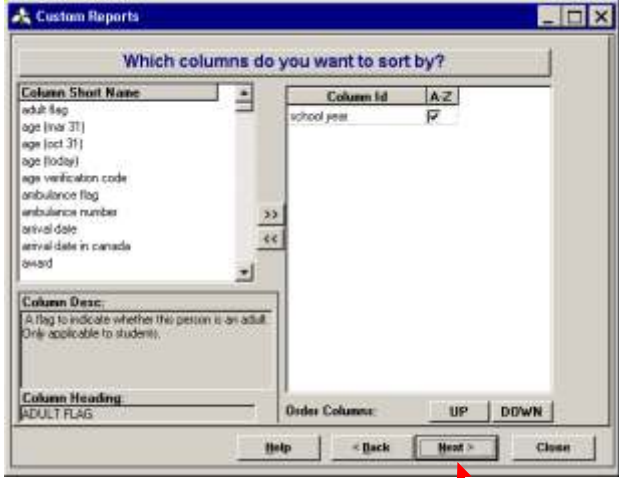 Custom Reports
Which columns do you want to sort by?
Column Short Name
adult flag
age (mar 31)
age (oct 31)
age (today)
age verification code
ambulance flag
ambulance number
arrival date
arrival date in canada
award
>>
<<
Column Id A-Z
school year
Column Desc:
A flag to indicate whether this person is an adult.
Only applicable to students.
Column Heading:
ADULT FLAG
Order Columns: UP DOWN
Help < Back Next > Close